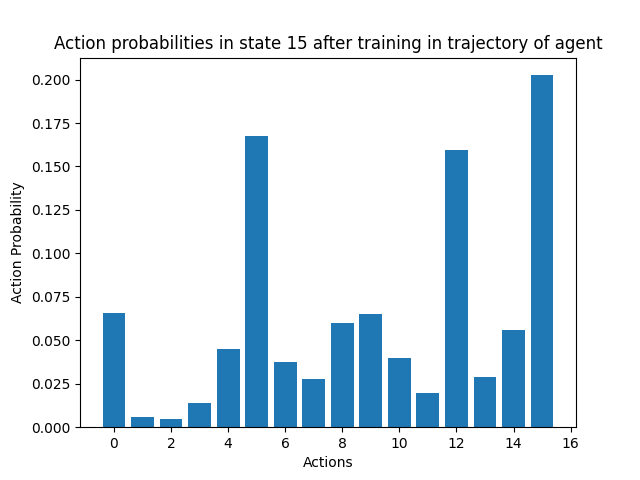 Action probabilities in state 15 after training in trajectory of agent
0.200
0.175
0.150
0.125
0.100
0.075
0.050
0.025
0.000
Action Probability
0 2 4 6 8 10 12 14 16
Actions